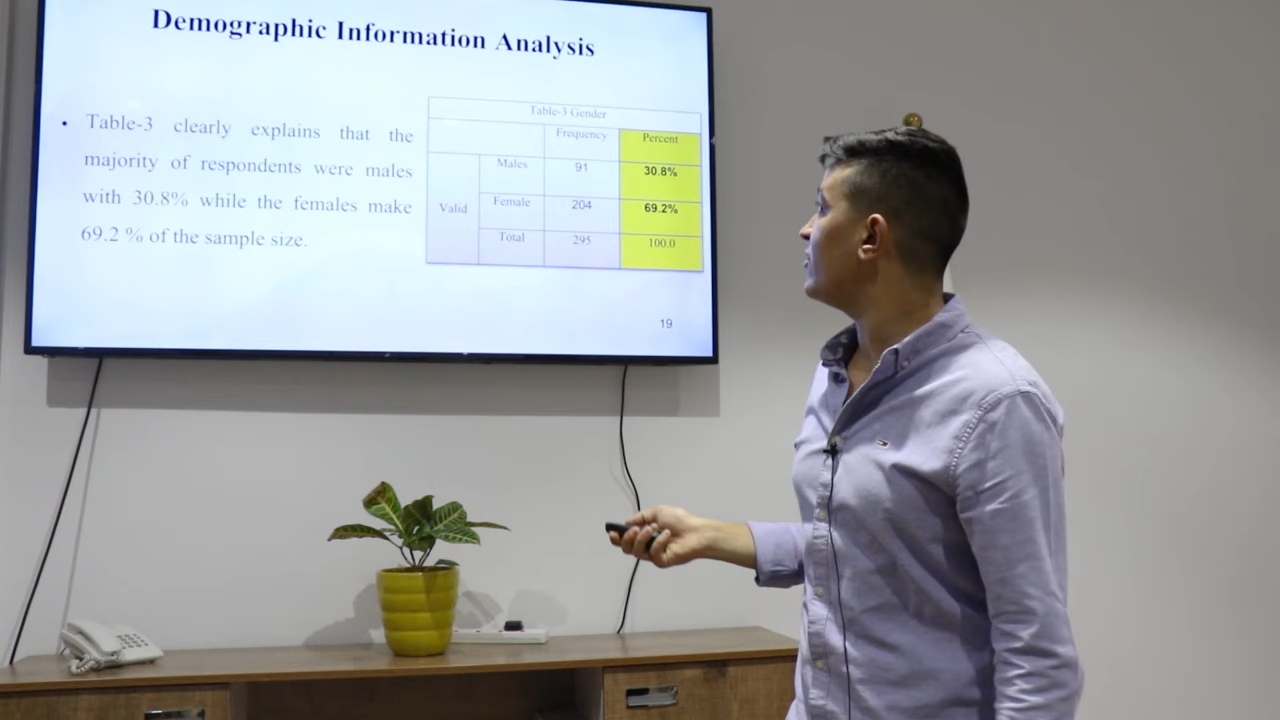 Demographic Information Analysis
• Table-3 clearly explains that the
majority of respondents were males
with 30.8% while the females make
69.2 % of the sample size.
Table-3 Gender
Frequency Percent
Valid Males 91 30.8%
Female 204 69.2%
Total 295 100.0
19